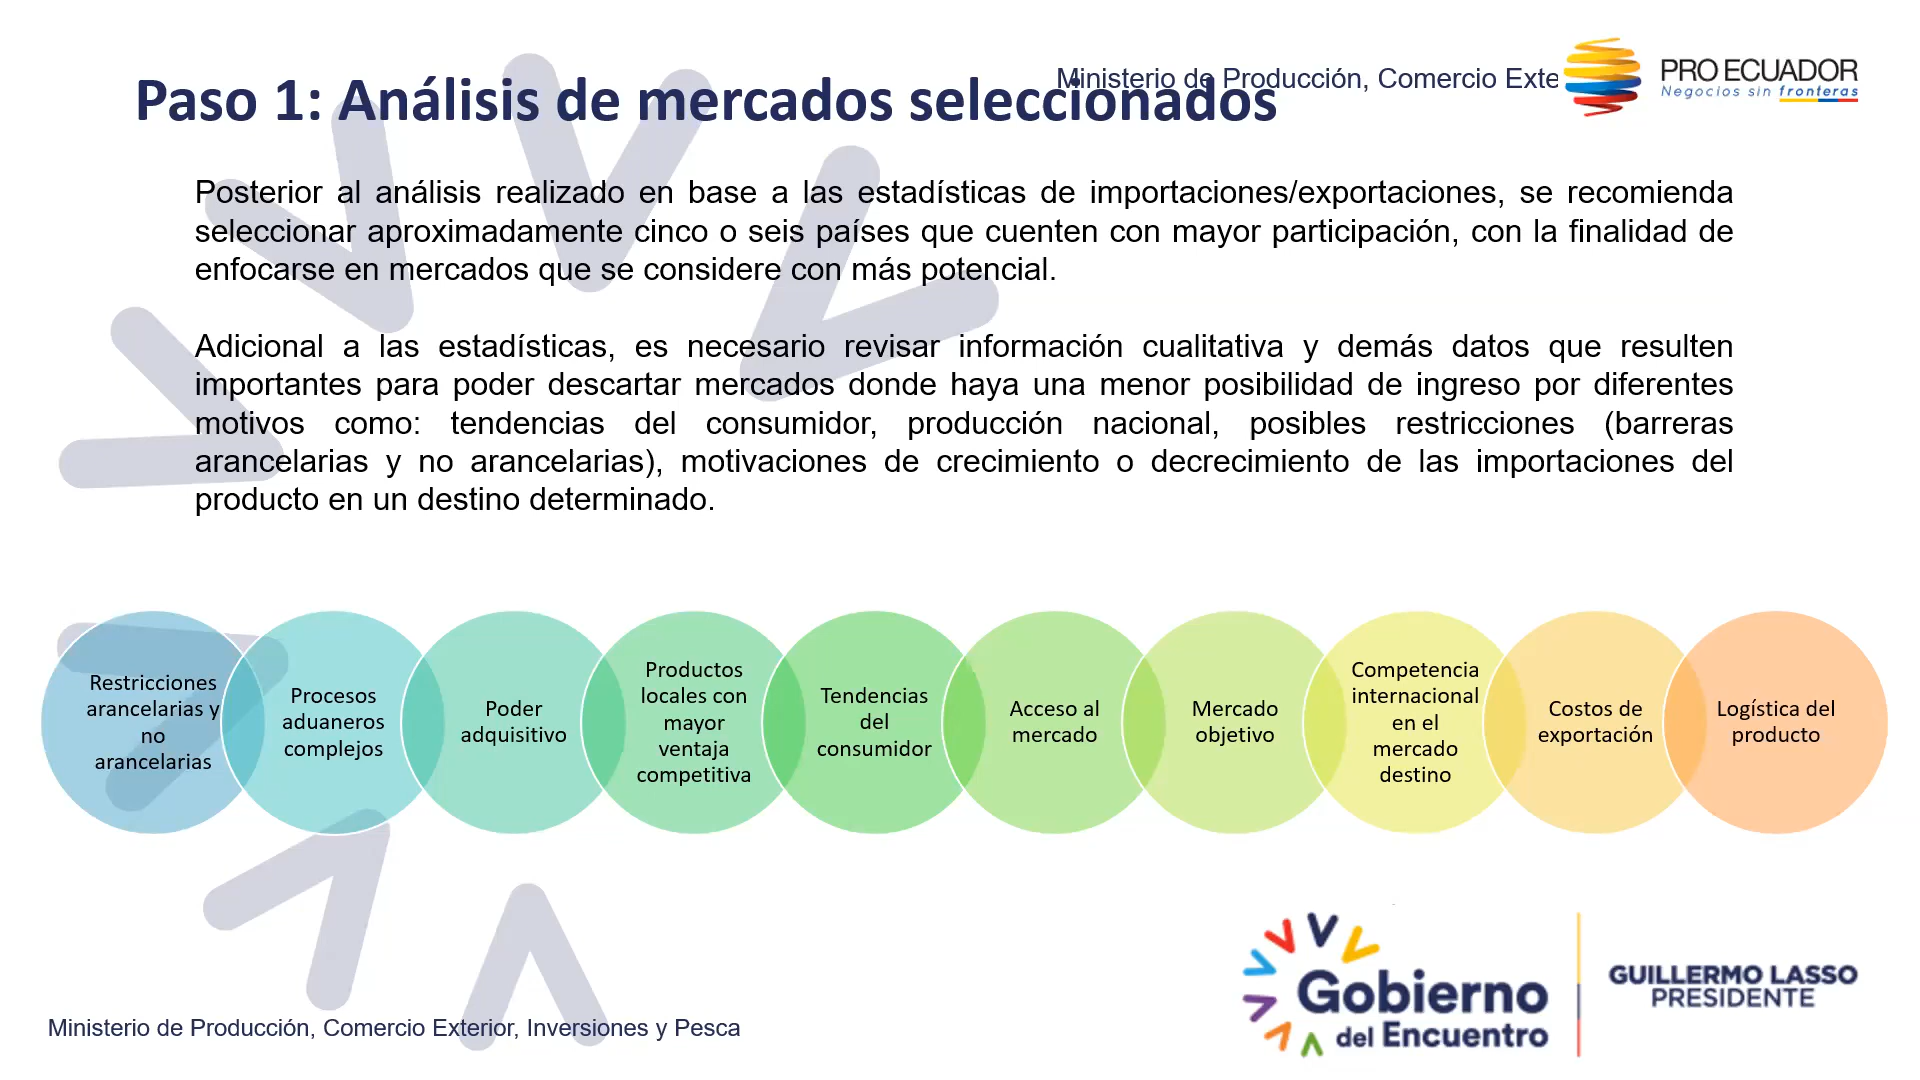 Paso 1: Análisis de mercados seleccionados
Ministerio de Producción, Comercio Exte
PRO ECUADOR
Negocios sin fronteras
Posterior al análisis realizado en base a las estadísticas de importaciones/exportaciones, se recomienda
seleccionar aproximadamente cinco o seis países que cuenten con mayor participación, con la finalidad de
enfocarse en mercados que se considere con más potencial.
Adicional a las estadísticas, es necesario revisar información cualitativa y demás datos que resulten
importantes para poder descartar mercados donde haya una menor posibilidad de ingreso por diferentes
motivos como: tendencias del consumidor, producción nacional, posibles restricciones (barreras
arancelarias y no arancelarias), motivaciones de crecimiento o decrecimiento de las importaciones del
producto en un destino determinado.
Restricciones
arancelarias y
no
arancelarias
Procesos
aduaneros
complejos
Poder
adquisitivo
Productos
locales con
mayor
ventaja
competitiva
Tendencias
del
consumidor
Acceso al
mercado
Mercado
objetivo
Competencia
internacional
en el
mercado
destino
Costos de
exportación
Logística del
producto
Gobierno
del Encuentro
GUILLERMO LASSO
PRESIDENTE
Ministerio de Producción, Comercio Exterior, Inversiones y Pesca